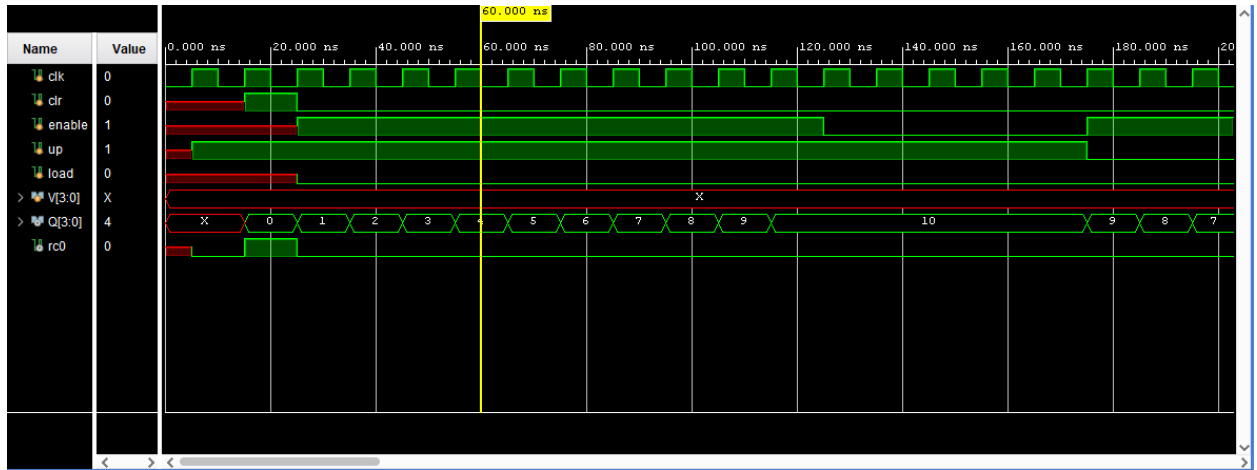 60.000 ns
Name Value 0.000 ns 20.000 ns 40.000 ns 60.000 ns 80.000 ns 100.000 ns 120.000 ns 140.000 ns 160.000 ns 180.000 ns 20
clk 0
clr 0
enable 1
up 1
load 0
V[3:0] X X
Q[3:0] 4 X 0 1 2 3 4 5 6 7 8 9 10 9 8 7
rc0 0